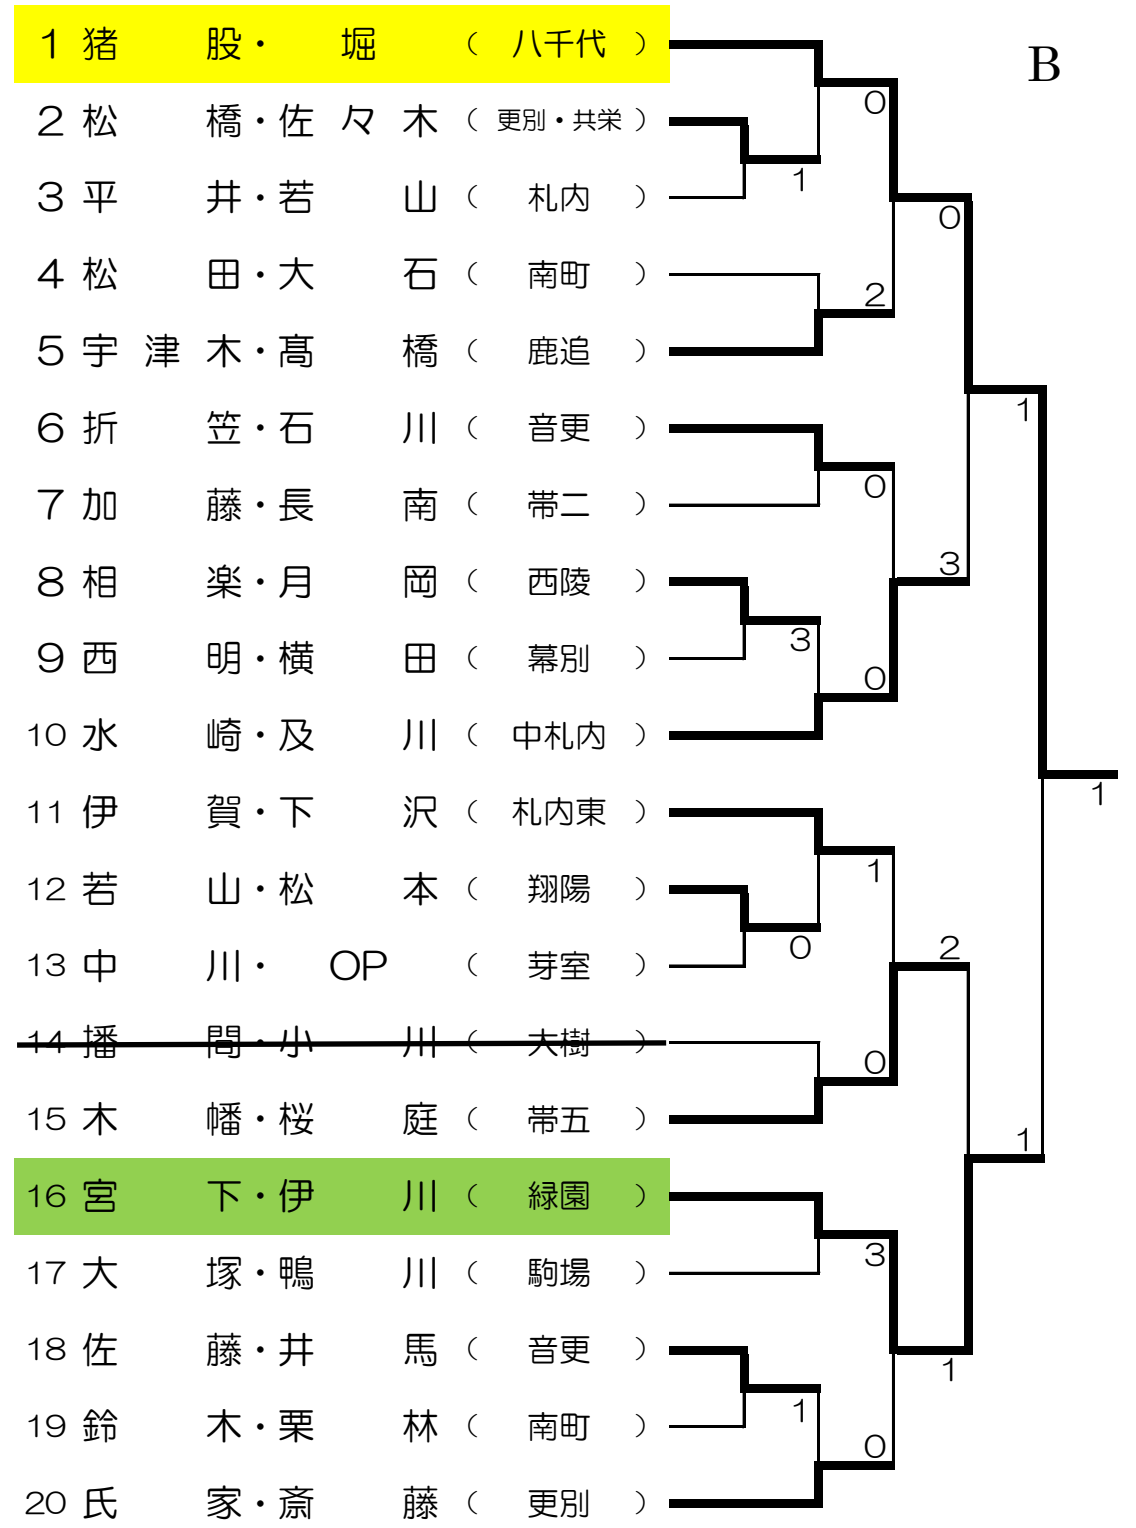 B
1 猪股・堀 （ 八千代 ）
0
2 松橋・佐々木 （ 更別・共栄 ）
1
3 平井・若山 （ 札内 ）
0
4 松田・大石 （ 南町 ）
2
5 宇津木・髙橋 （ 鹿追 ）
1
6 折笠・石川 （ 音更 ）
0
7 加藤・長南 （ 帯二 ）
3
8 相楽・月岡 （ 西陵 ）
3
9 西明・横田 （ 幕別 ）
0
10 水崎・及川 （ 中札内 ）
1
11 伊賀・下沢 （ 札内東 ）
1
12 若山・松本 （ 翔陽 ）
0
2
13 中川・OP （ 芽室 ）
14 播間・小川 （ 大樹 ）
0
15 木幡・桜庭 （ 帯五 ）
1
16 宮下・伊川 （ 緑園 ）
3
17 大塚・鴨川 （ 駒場 ）
18 佐藤・井馬 （ 音更 ）
1
1
19 鈴木・栗林 （ 南町 ）
0
20 氏家・斎藤 （ 更別 ）